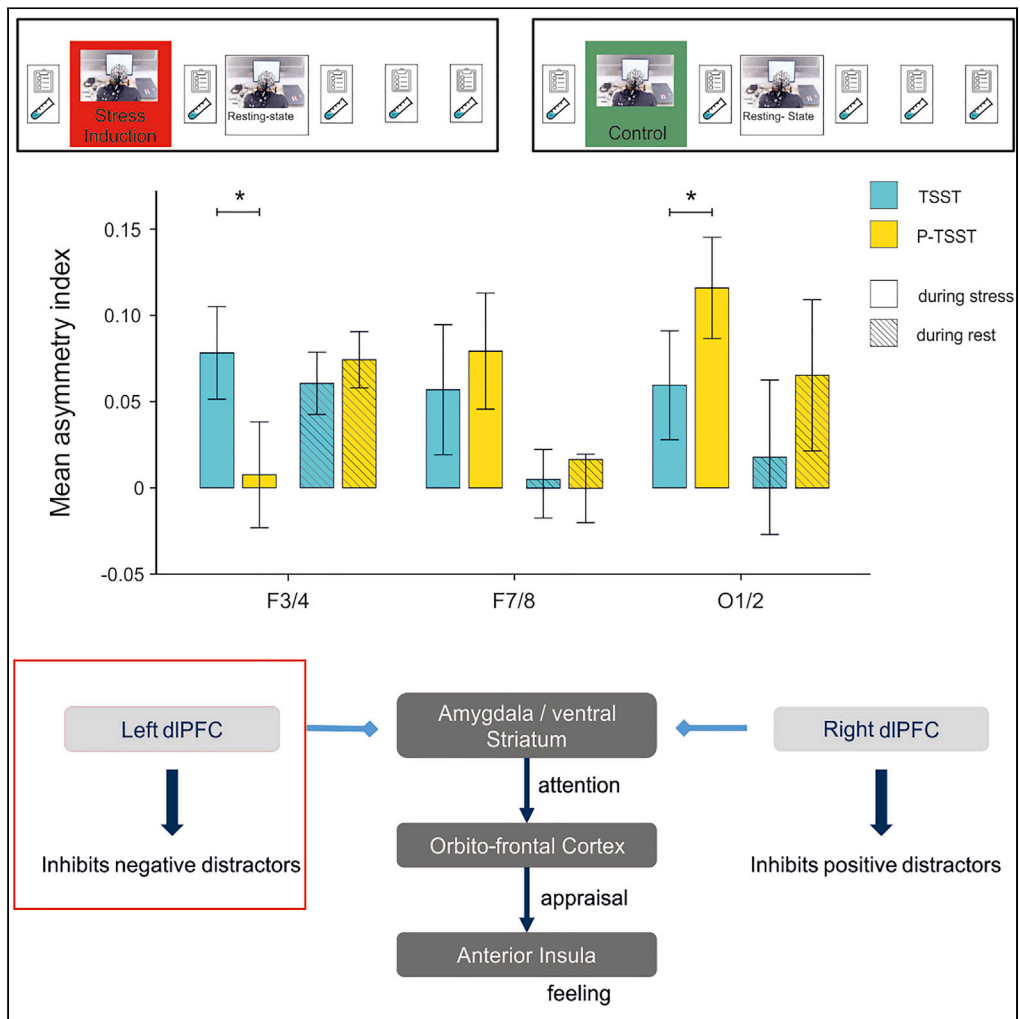 Stress
Induction
Resting-state
Control
Resting- State
*
*
TSST
P-TSST
during stress
during rest
Mean asymmetry index
0.15
0.10
0.05
0
-0.05
F3/4
F7/8
O1/2
Left dlPFC
Amygdala / ventral
Striatum
Right dlPFC
attention
Inhibits negative distractors
Orbito-frontal Cortex
Inhibits positive distractors
appraisal
Anterior Insula
feeling